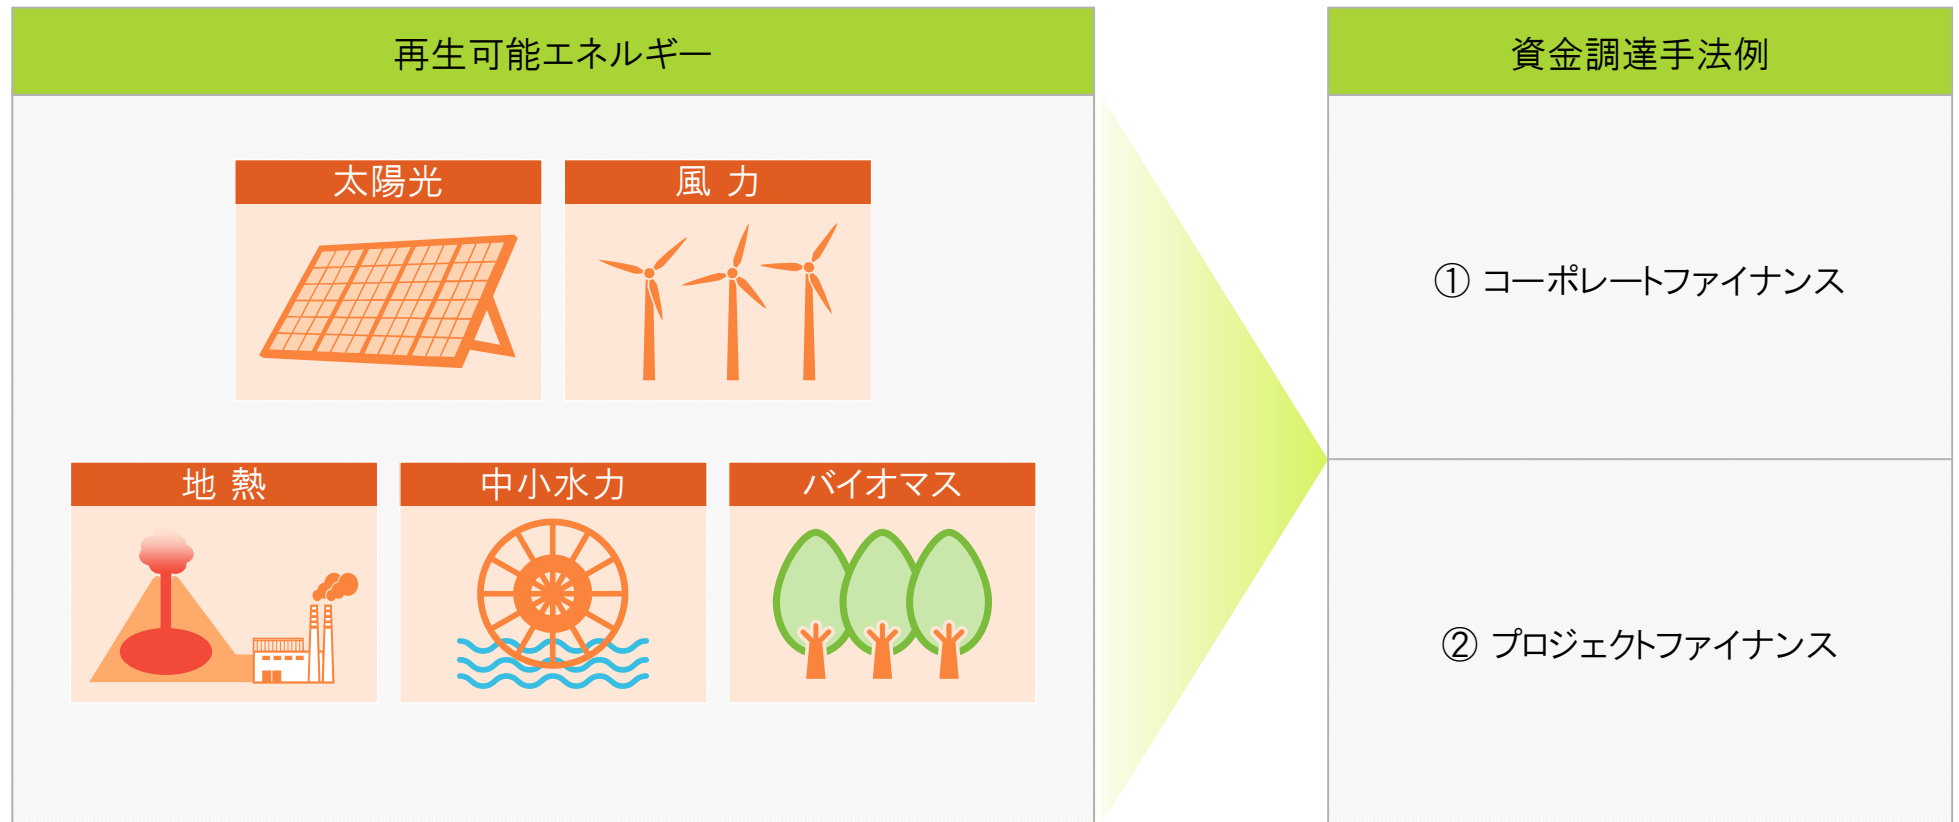 再生可能エネルギー
資金調達手法例
太陽光
風 力
地 熱
中小水力
バイオマス
① コーポレートファイナンス
② プロジェクトファイナンス